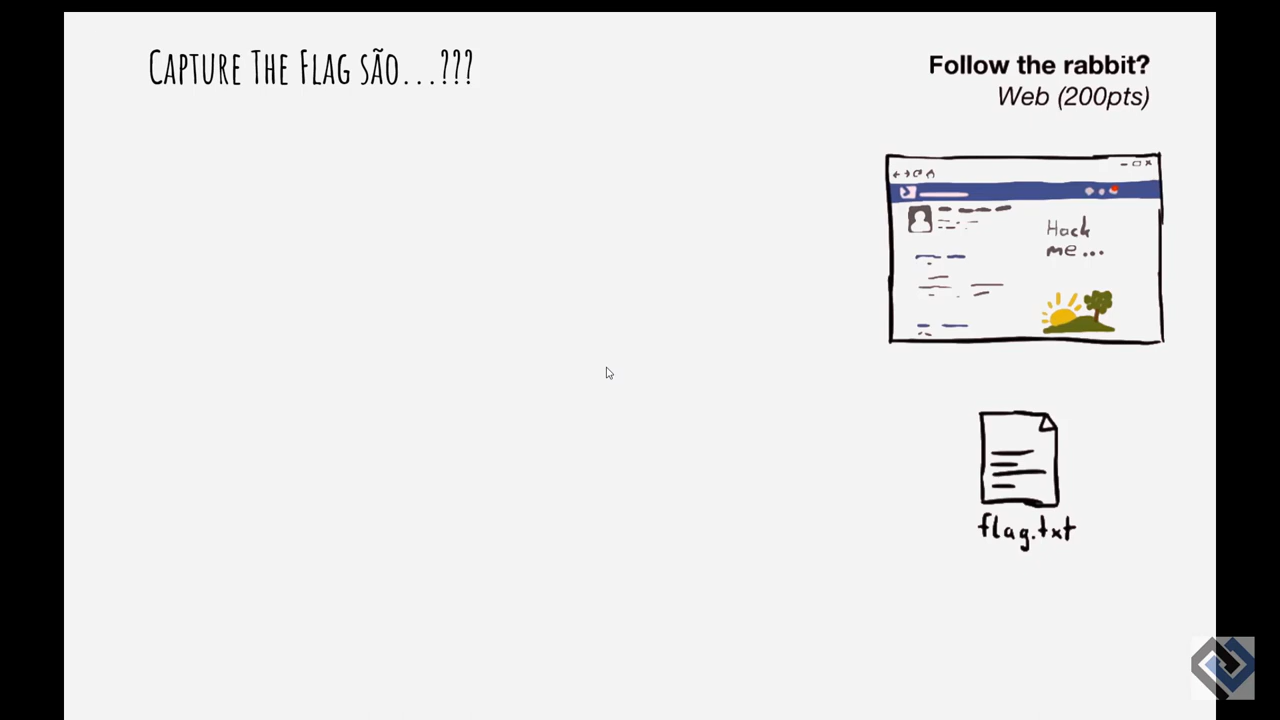 CAPTURE THE FLAG SÃO...???
Follow the rabbit?
Web (200pts)
Hack
me...
flag.txt